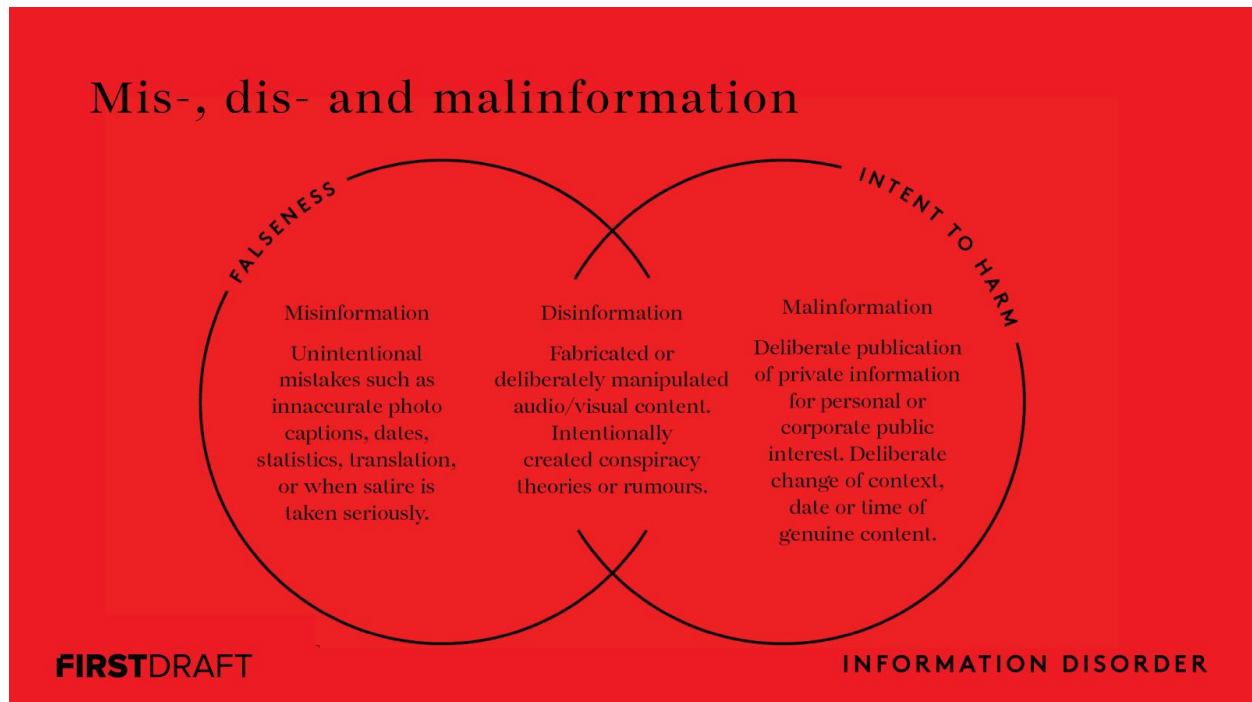 Mis-, dis- and malinformation
FALSENESS
INTENT TO HARM
Misinformation
Unintentional
mistakes such as
innaccurate photo
captions, dates,
statistics, translation,
or when satire is
taken seriously.
Disinformation
Fabricated or
deliberately manipulated
audio/visual content.
Intentionally
created conspiracy
theories or rumours.
Malinformation
Deliberate publication
of private information
for personal or
corporate public
interest. Deliberate
change of context,
date or time of
genuine content.
FIRSTDRAFT
INFORMATION DISORDER